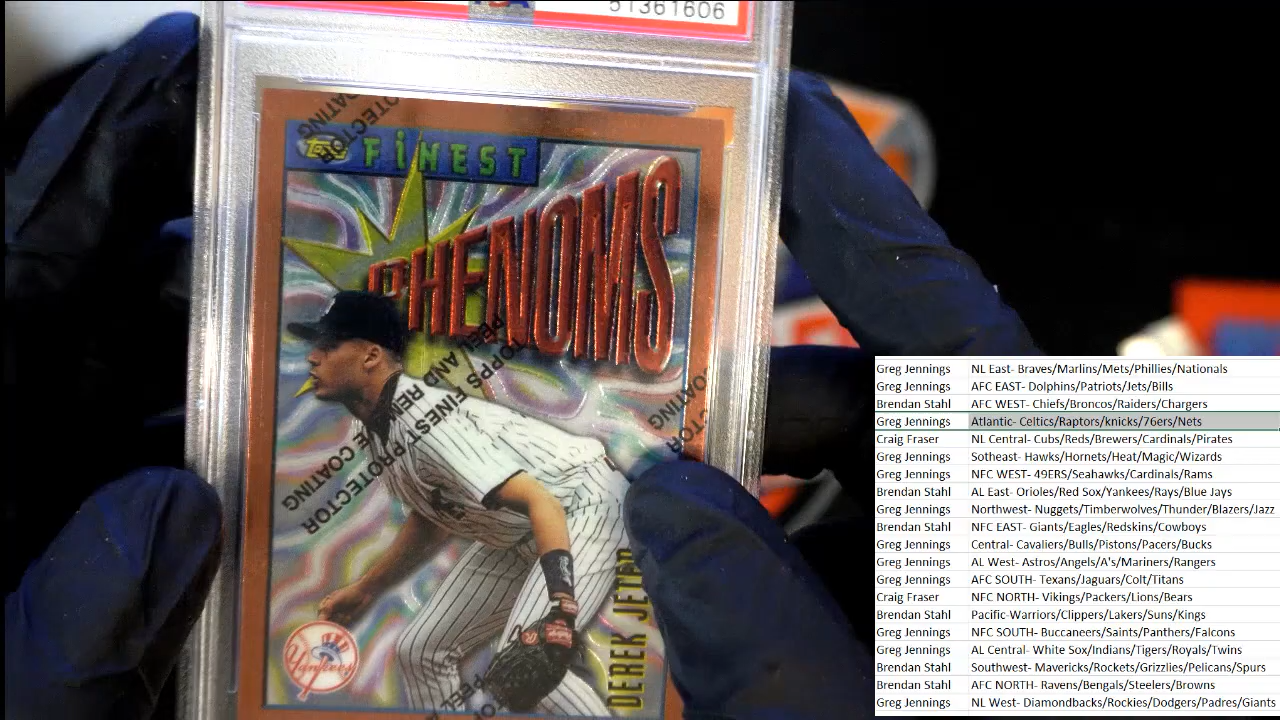 51361606
FiNEST
PHENOMS
TOPPS FINEST PROTECTOR
PEEL AND REMOVE COATING
Yankees
DEREK JETER
Greg Jennings NL East- Braves/Marlins/Mets/Phillies/Nationals
Greg Jennings AFC EAST- Dolphins/Patriots/Jets/Bills
Brendan Stahl AFC WEST- Chiefs/Broncos/Raiders/Chargers
Greg Jennings Atlantic- Celtics/Raptors/knicks/76ers/Nets
Craig Fraser NL Central- Cubs/Reds/Brewers/Cardinals/Pirates
Greg Jennings Sotheast- Hawks/Hornets/Heat/Magic/Wizards
Greg Jennings NFC WEST- 49ERS/Seahawks/Cardinals/Rams
Brendan Stahl AL East- Orioles/Red Sox/Yankees/Rays/Blue Jays
Greg Jennings Northwest- Nuggets/Timberwolves/Thunder/Blazers/Jazz
Brendan Stahl NFC EAST- Giants/Eagles/Redskins/Cowboys
Greg Jennings Central- Cavaliers/Bulls/Pistons/Pacers/Bucks
Greg Jennings AL West- Astros/Angels/A's/Mariners/Rangers
Greg Jennings AFC SOUTH- Texans/Jaguars/Colt/Titans
Craig Fraser NFC NORTH- Vikings/Packers/Lions/Bears
Brendan Stahl Pacific-Warriors/Clippers/Lakers/Suns/Kings
Greg Jennings NFC SOUTH- Buccaneers/Saints/Panthers/Falcons
Greg Jennings AL Central- White Sox/Indians/Tigers/Royals/Twins
Brendan Stahl Southwest- Mavericks/Rockets/Grizzlies/Pelicans/Spurs
Brendan Stahl AFC NORTH- Ravens/Bengals/Steelers/Browns
Greg Jennings NL West- Diamondbacks/Rockies/Dodgers/Padres/Giants